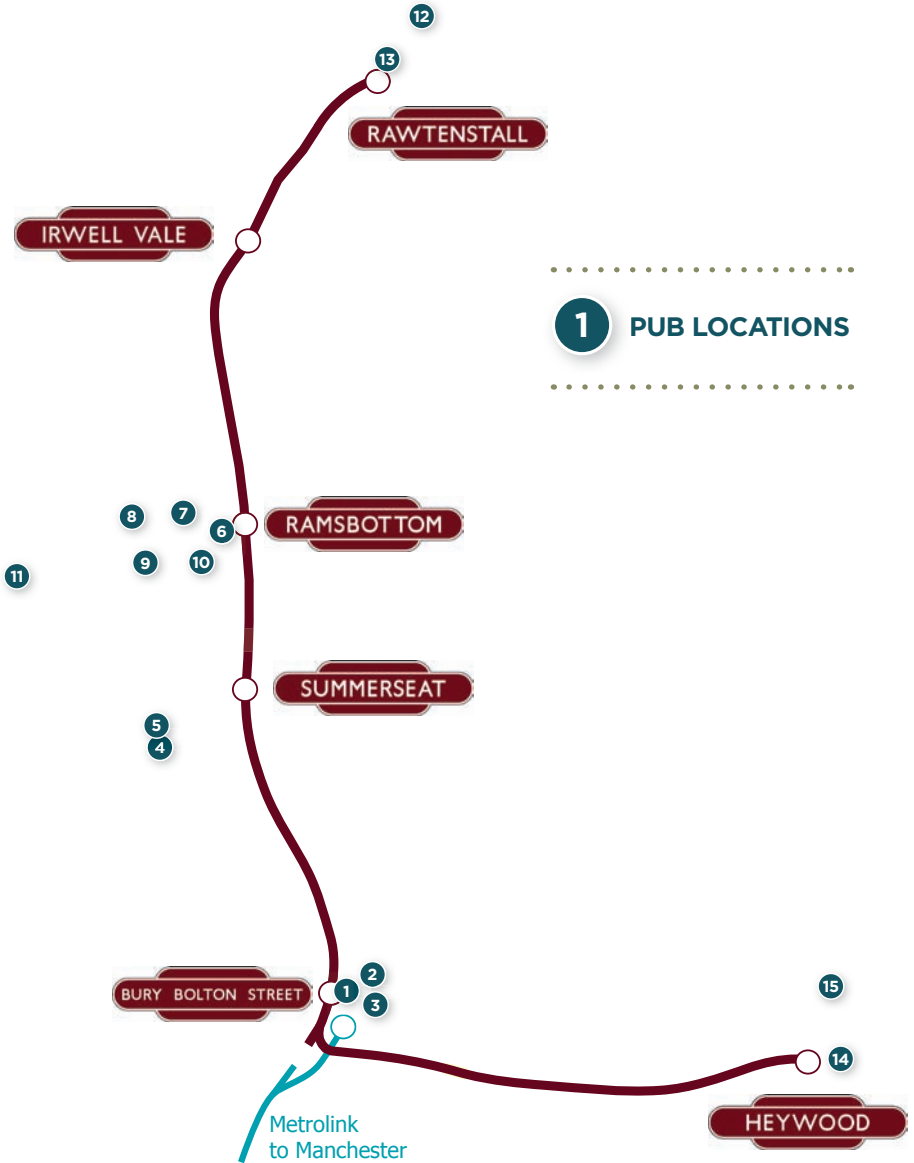 12
13
RAWTENSTALL
IRWELL VALE
1 PUB LOCATIONS
8
7
6
RAMSBOTTOM
9
10
11
SUMMERSEAT
5
4
BURY BOLTON STREET
1
2
3
15
14
HEYWOOD
Metrolink
to Manchester